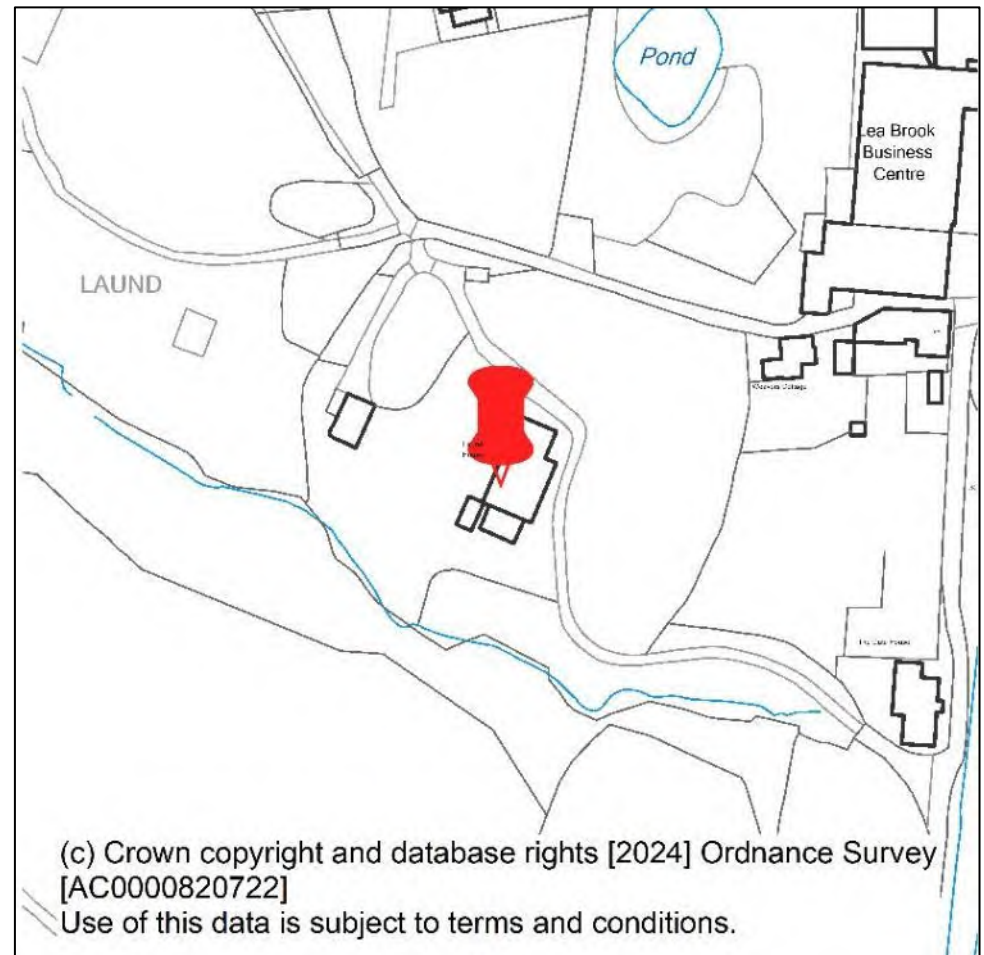 Pond
Lea Brook
Business
Centre
LAUND
House
(c) Crown copyright and database rights [2024] Ordnance Survey
[AC0000820722]
Use of this data is subject to terms and conditions.